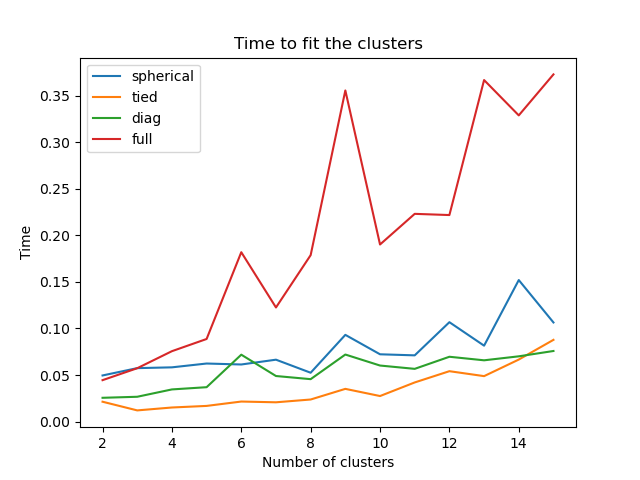 Time to fit the clusters
spherical
tied
diag
full
Time
0.35
0.30
0.25
0.20
0.15
0.10
0.05
0.00
2 4 6 8 10 12 14
Number of clusters